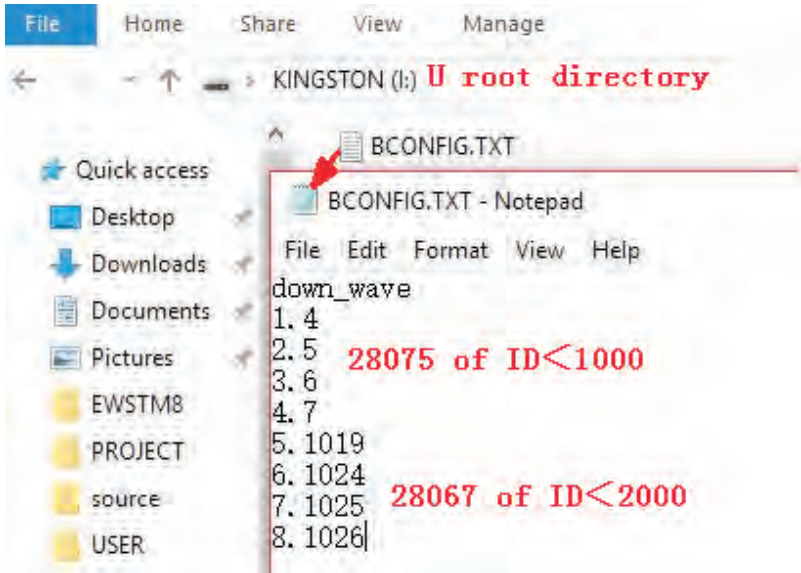 File Home Share View Manage
KINGSTON (I:) U root directory
BCONFIG.TXT
Quick access
Desktop
Downloads
Documents
Pictures
EWSTM8
PROJECT
source
USER
BCONFIG.TXT - Notepad
File Edit Format View Help
down_wave
1.4
2.5
3.6
4.7
28075 of ID<1000
5.1019
6.1024
7.1025
8.1026
28067 of ID<2000